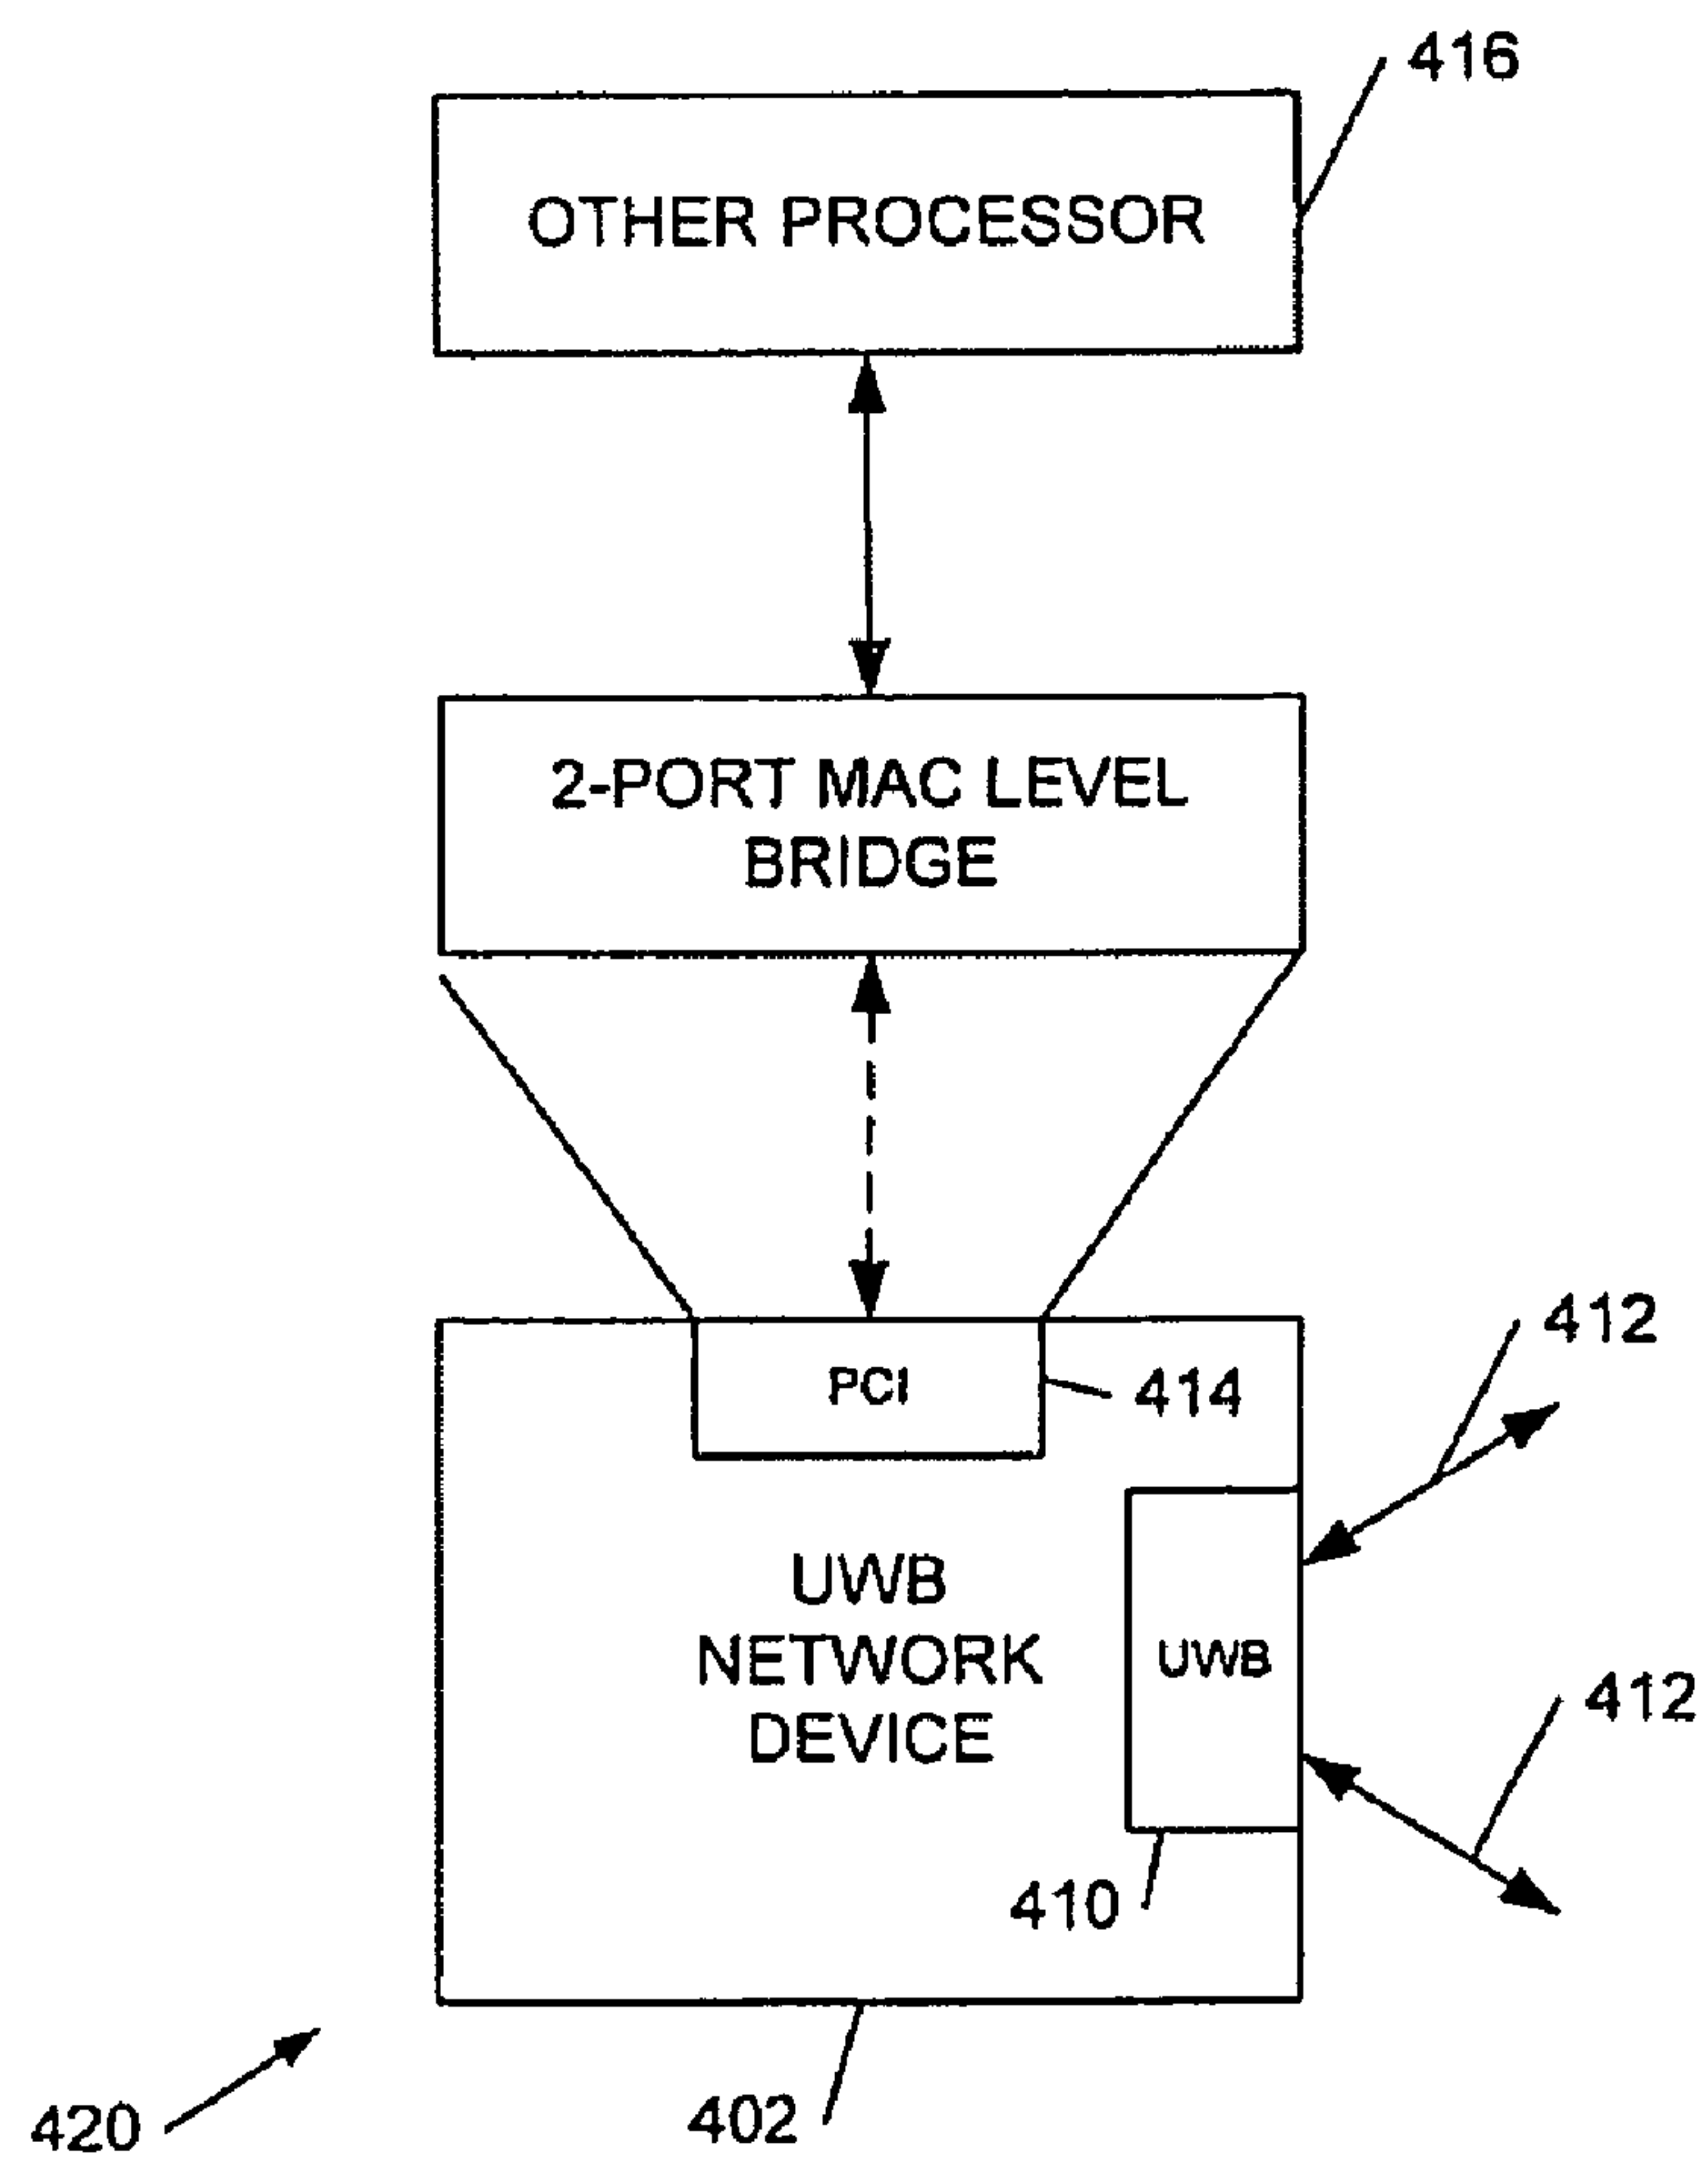 416
OTHER PROCESSOR
2-PORT MAC LEVEL
BRIDGE
412
PCI
414
UWB
NETWORK
DEVICE
UWB
412
410
402
420